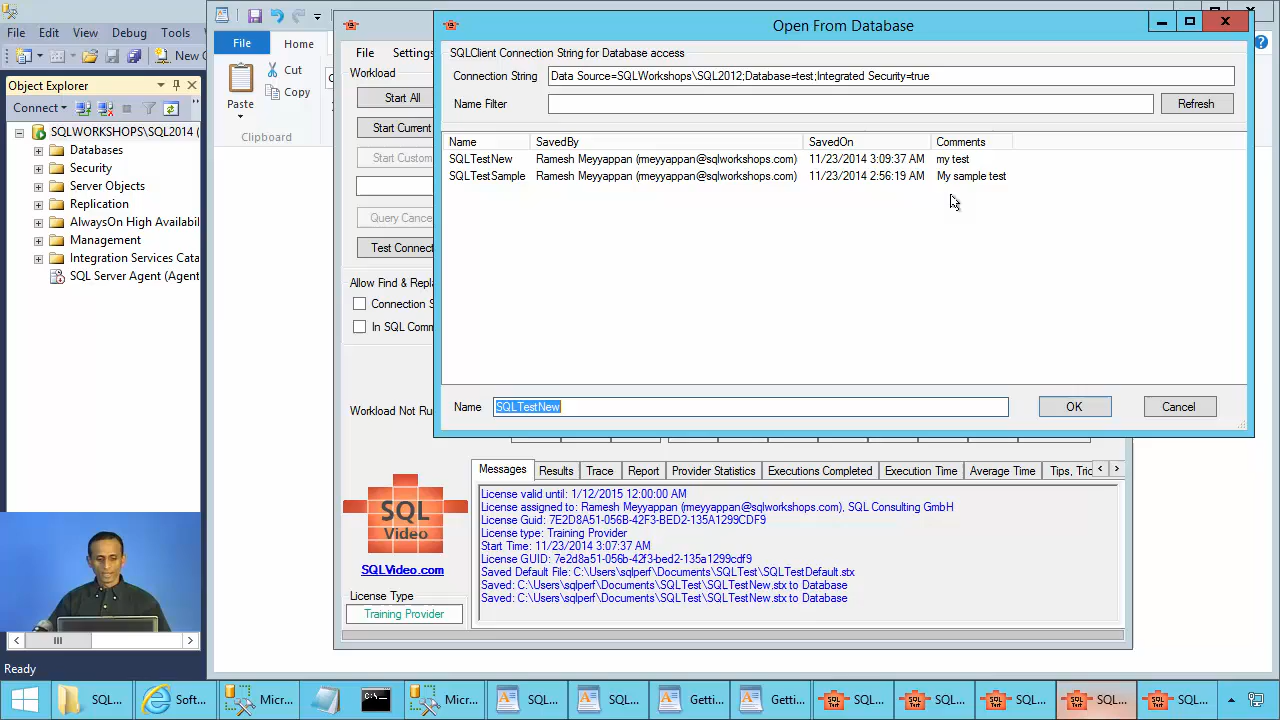 Open From Database
File Edit View Debug Tools
New
File Home
Paste
Cut
Copy
Clipboard
Object Explorer
Connect
SQLWORKSHOPS\SQL2014 (
Databases
Security
Server Objects
Replication
AlwaysOn High Availabil
Management
Integration Services Cata
SQL Server Agent (Agent
File Settings
Workload
Start All
Start Current
Start Custom
Query Cance
Test Connect
Allow Find & Repla
Connection S
In SQL Comm
Workload Not Ru
SQLClient Connection String for Database access
Connection String Data Source=SQLWorkshops\SQL2012;Database=test;Integrated Security=true
Name Filter Refresh
Name SavedBy SavedOn Comments
SQLTestNew Ramesh Meyyappan (meyyappan@sqlworkshops.com) 11/23/2014 3:09:37 AM my test
SQLTestSample Ramesh Meyyappan (meyyappan@sqlworkshops.com) 11/23/2014 2:56:19 AM My sample test
Name SQLTestNew OK Cancel
Messages Results Trace Report Provider Statistics Executions Completed Execution Time Average Time Tips, Tric
License valid until: 1/12/2015 12:00:00 AM
License assigned to: Ramesh Meyyappan (meyyappan@sqlworkshops.com), SQL Consulting GmbH
License Guid: 7E2D8A51-056B-42F3-BED2-135A1299CDF9
License type: Training Provider
Start Time: 11/23/2014 3:07:37 AM
License GUID: 7e2d8a51-056b-42f3-bed2-135a1299cdf9
Saved Default File: C:\Users\sqlperf\Documents\SQLTest\SQLTestDefault.stx
Saved: C:\Users\sqlperf\Documents\SQLTest\SQLTestNew.stx to Database
Saved: C:\Users\sqlperf\Documents\SQLTest\SQLTestNew.stx to Database
SQL
Video
SQLVideo.com
License Type
Training Provider
Ready
SQL... Soft... Micr... Micr... SQL... SQL... Getti... Getti... SQL... SQL... SQL... SQL... SQL...